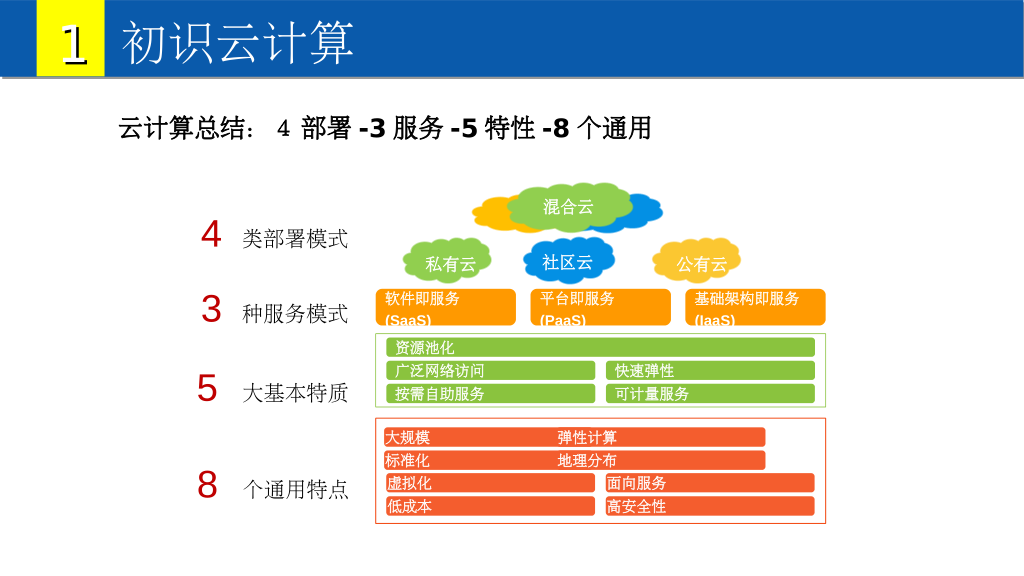 1 初识云计算
云计算总结： 4 部署 -3 服务 -5 特性 -8 个通用
混合云
4 类部署模式
私有云 社区云 公有云
3 种服务模式
软件即服务 平台即服务 基础架构即服务
(SaaS) (PaaS) (IaaS)
5 大基本特质
资源池化
广泛网络访问 快速弹性
按需自助服务 可计量服务
8 个通用特点
大规模 弹性计算
标准化 地理分布
虚拟化 面向服务
低成本 高安全性